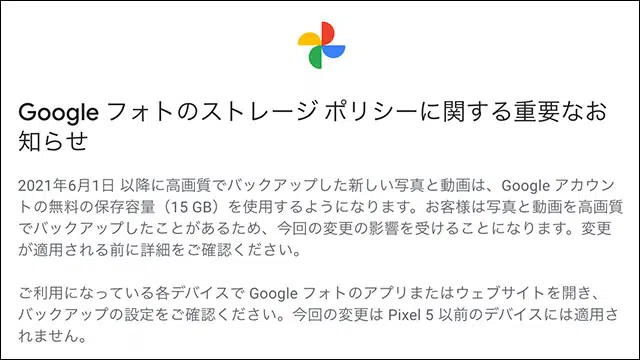 Google フォトのストレージ ポリシーに関する重要なお
知らせ
2021年6月1日 以降に高画質でバックアップした新しい写真と動画は、Google アカウン
トの無料の保存容量（15 GB）を使用するようになります。お客様は写真と動画を高画質
でバックアップしたことがあるため、今回の変更の影響を受けることになります。変更
が適用される前に詳細をご確認ください。
ご利用になっている各デバイスで Google フォトのアプリまたはウェブサイトを開き、
バックアップの設定をご確認ください。今回の変更は Pixel 5 以前のデバイスには適用さ
れません。